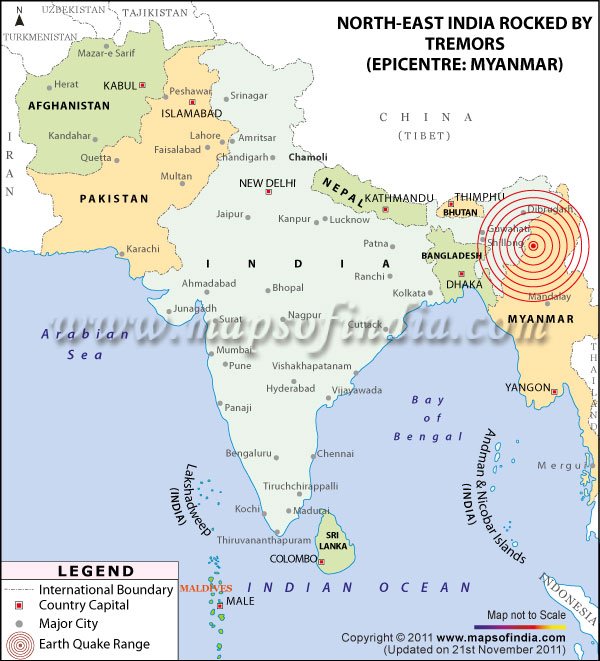 NORTH-EAST INDIA ROCKED BY
TREMORS
(EPICENTRE: MYANMAR)
N
UZBEKISTAN
TAJIKISTAN
TURKMENISTAN
Mazar-e Sarif
Herat
KABUL
AFGHANISTAN
Kandahar
IRAN
Peshawar
ISLAMABAD
Srinagar
CHINA
(TIBET)
Lahore
Amritsar
Faisalabad
Chandigarh
Chamoli
Quetta
Multan
PAKISTAN
NEW DELHI
NEPAL
KATHMANDU
THIMPHU
BHUTAN
Dibrugarh
Jaipur
Kanpur
Lucknow
Guwahati
Shillong
Patna
Karachi
INDIA
BANGLADESH
Ranchi
DHAKA
Ahmadabad
Bhopal
Kolkata
Mandalay
Junagadh
Surat
Nagpur
Cuttack
MYANMAR
www.mapsofindia.com
Arabian
Sea
Mumbai
Pune
Vishakhapatanam
THAILAND
Hyderabad
Vijayawada
YANGON
Panaji
Bay
of
Bengal
Bengaluru
Chennai
Mergui
Lakshadweep
(INDIA)
Andman & Nicobar Islands
(INDIA)
Tiruchchirappalli
Kochi
Madurai
Thiruvananthapuram
SRI
LANKA
COLOMBO
MALDIVES
MALE
INDIAN OCEAN
INDONESIA
LEGEND
International Boundary
Country Capital
Major City
Earth Quake Range
Map not to Scale
Copyright © 2011 www.mapsofindia.com
(Updated on 21st November 2011)